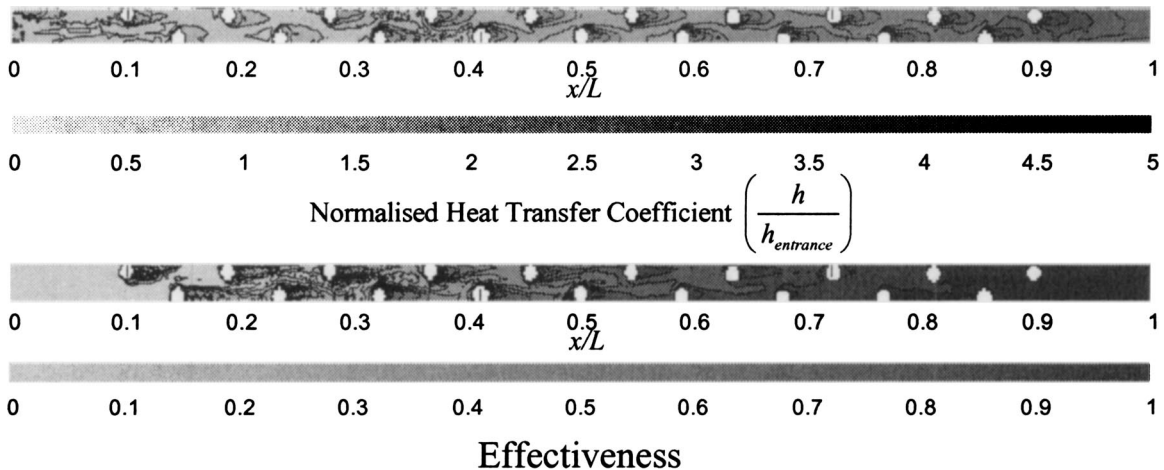 0 0.1 0.2 0.3 0.4 0.5 0.6 0.7 0.8 0.9 1
x/L
0 0.5 1 1.5 2 2.5 3 3.5 4 4.5 5
Normalised Heat Transfer Coefficient (h / h_entrance)
0 0.1 0.2 0.3 0.4 0.5 0.6 0.7 0.8 0.9 1
x/L
0 0.1 0.2 0.3 0.4 0.5 0.6 0.7 0.8 0.9 1
Effectiveness